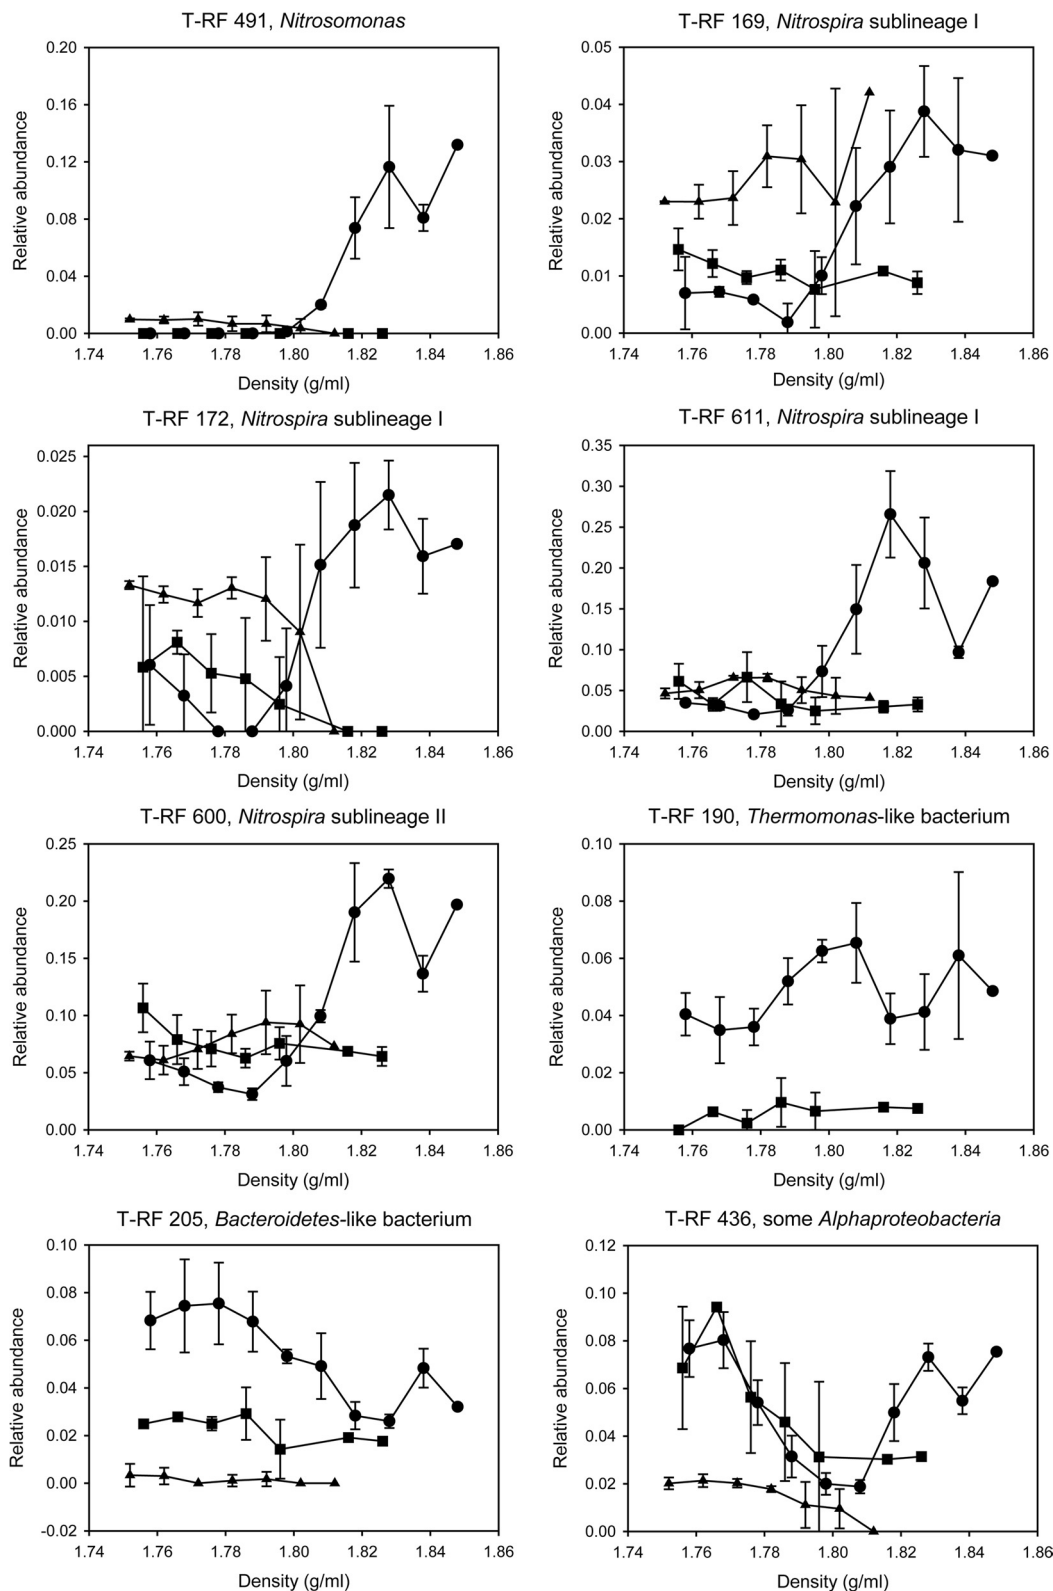 T-RF 491, Nitrosomonas
0.20
0.16
0.12
0.08
0.04
0.00
Relative abundance
1.74 1.76 1.78 1.80 1.82 1.84 1.86
Density (g/ml)
T-RF 169, Nitrospira sublineage I
0.05
0.04
0.03
0.02
0.01
0.00
Relative abundance
1.74 1.76 1.78 1.80 1.82 1.84 1.86
Density (g/ml)
T-RF 172, Nitrospira sublineage I
0.025
0.020
0.015
0.010
0.005
0.000
Relative abundance
1.74 1.76 1.78 1.80 1.82 1.84 1.86
Density (g/ml)
T-RF 611, Nitrospira sublineage I
0.35
0.30
0.25
0.20
0.15
0.10
0.05
0.00
Relative abundance
1.74 1.76 1.78 1.80 1.82 1.84 1.86
Density (g/ml)
T-RF 600, Nitrospira sublineage II
0.25
0.20
0.15
0.10
0.05
0.00
Relative abundance
1.74 1.76 1.78 1.80 1.82 1.84 1.86
Density (g/ml)
T-RF 190, Thermomonas-like bacterium
0.10
0.08
0.06
0.04
0.02
0.00
Relative abundance
1.74 1.76 1.78 1.80 1.82 1.84 1.86
Density (g/ml)
T-RF 205, Bacteroidetes-like bacterium
0.10
0.08
0.06
0.04
0.02
0.00
-0.02
Relative abundance
1.74 1.76 1.78 1.80 1.82 1.84 1.86
Density (g/ml)
T-RF 436, some Alphaproteobacteria
0.12
0.10
0.08
0.06
0.04
0.02
0.00
Relative abundance
1.74 1.76 1.78 1.80 1.82 1.84 1.86
Density (g/ml)